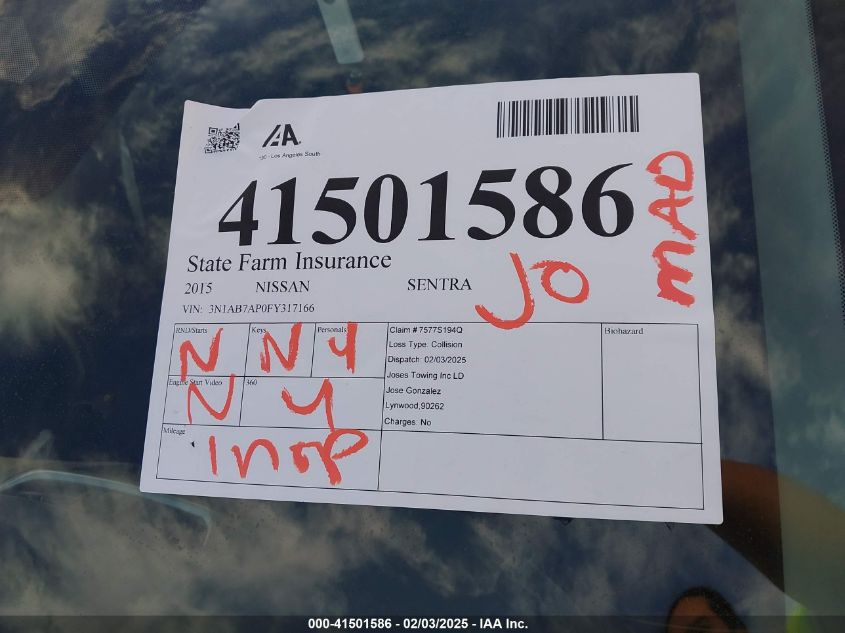 IAA
Los Angeles South
41501586
MAD
State Farm Insurance
2015 NISSAN SENTRA
JO
VIN: 3N1AB7AP0FY317166
RND/Starts Keys Personals
N N Y
Engine Start Video 360
N Y
Mileage
Inop
Claim # 7577S194Q
Loss Type: Collision
Dispatch: 02/03/2025
Joses Towing Inc LD
Jose Gonzalez
Lynwood,90262
Charges: No
Biohazard
000-41501586 - 02/03/2025 - IAA Inc.